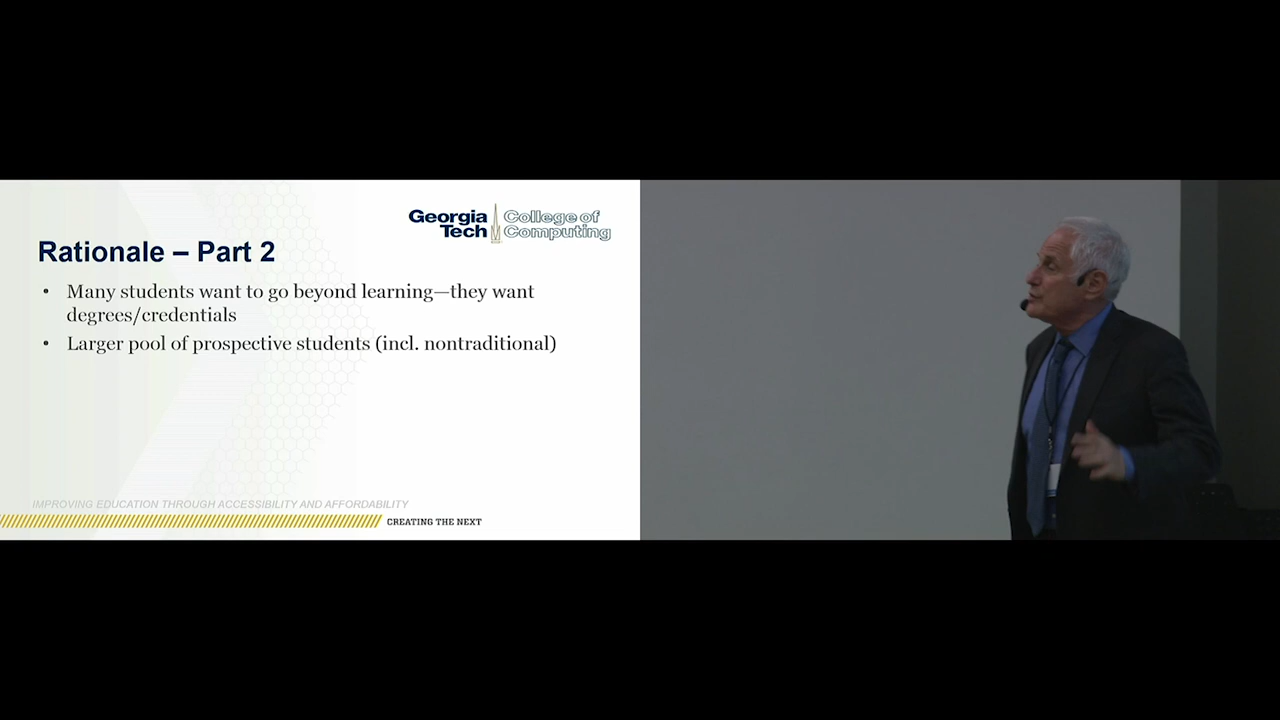 Georgia Tech
College of Computing
Rationale – Part 2
• Many students want to go beyond learning—they want
degrees/credentials
• Larger pool of prospective students (incl. nontraditional)
IMPROVING EDUCATION THROUGH ACCESSIBILITY AND AFFORDABILITY
CREATING THE NEXT